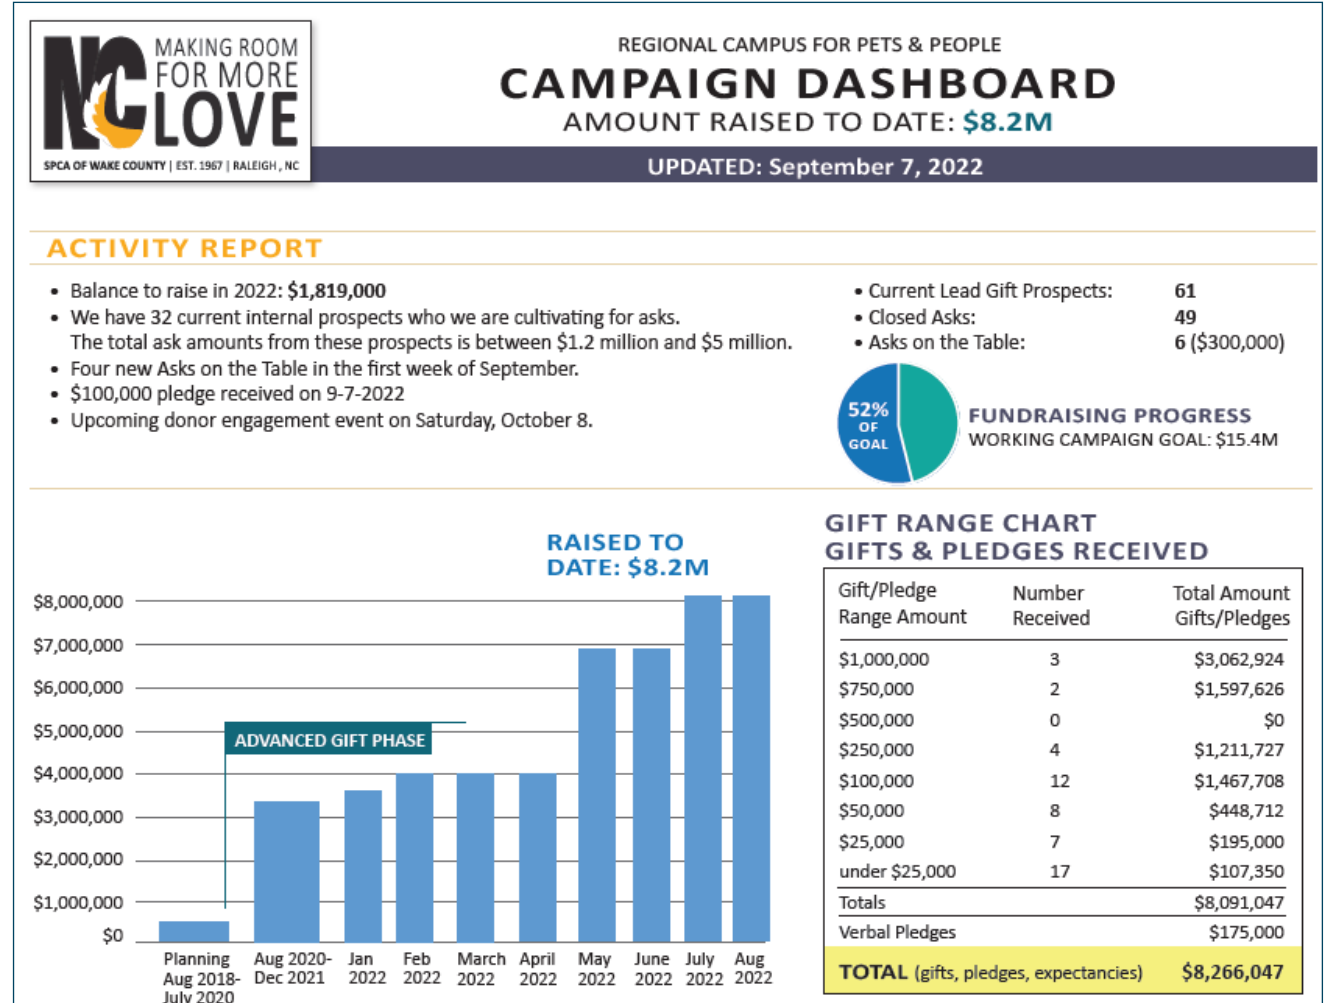 NC MAKING ROOM
FOR MORE
LOVE
SPCA OF WAKE COUNTY | EST. 1967 | RALEIGH, NC
REGIONAL CAMPUS FOR PETS & PEOPLE
CAMPAIGN DASHBOARD
AMOUNT RAISED TO DATE: $8.2M
UPDATED: September 7, 2022
ACTIVITY REPORT
• Balance to raise in 2022: $1,819,000
• We have 32 current internal prospects who we are cultivating for asks.
The total ask amounts from these prospects is between $1.2 million and $5 million.
• Four new Asks on the Table in the first week of September.
• $100,000 pledge received on 9-7-2022
• Upcoming donor engagement event on Saturday, October 8.
• Current Lead Gift Prospects: 61
• Closed Asks: 49
• Asks on the Table: 6 ($300,000)
52%
OF
GOAL
FUNDRAISING PROGRESS
WORKING CAMPAIGN GOAL: $15.4M
RAISED TO
DATE: $8.2M
$8,000,000
$7,000,000
$6,000,000
$5,000,000
$4,000,000
$3,000,000
$2,000,000
$1,000,000
$0
ADVANCED GIFT PHASE
Planning Aug 2020- Jan Feb March April May June July Aug
Aug 2018- Dec 2021 2022 2022 2022 2022 2022 2022 2022 2022
July 2020
GIFT RANGE CHART
GIFTS & PLEDGES RECEIVED
Gift/Pledge Number Total Amount
Range Amount Received Gifts/Pledges
$1,000,000 3 $3,062,924
$750,000 2 $1,597,626
$500,000 0 $0
$250,000 4 $1,211,727
$100,000 12 $1,467,708
$50,000 8 $448,712
$25,000 7 $195,000
under $25,000 17 $107,350
Totals $8,091,047
Verbal Pledges $175,000
TOTAL (gifts, pledges, expectancies) $8,266,047